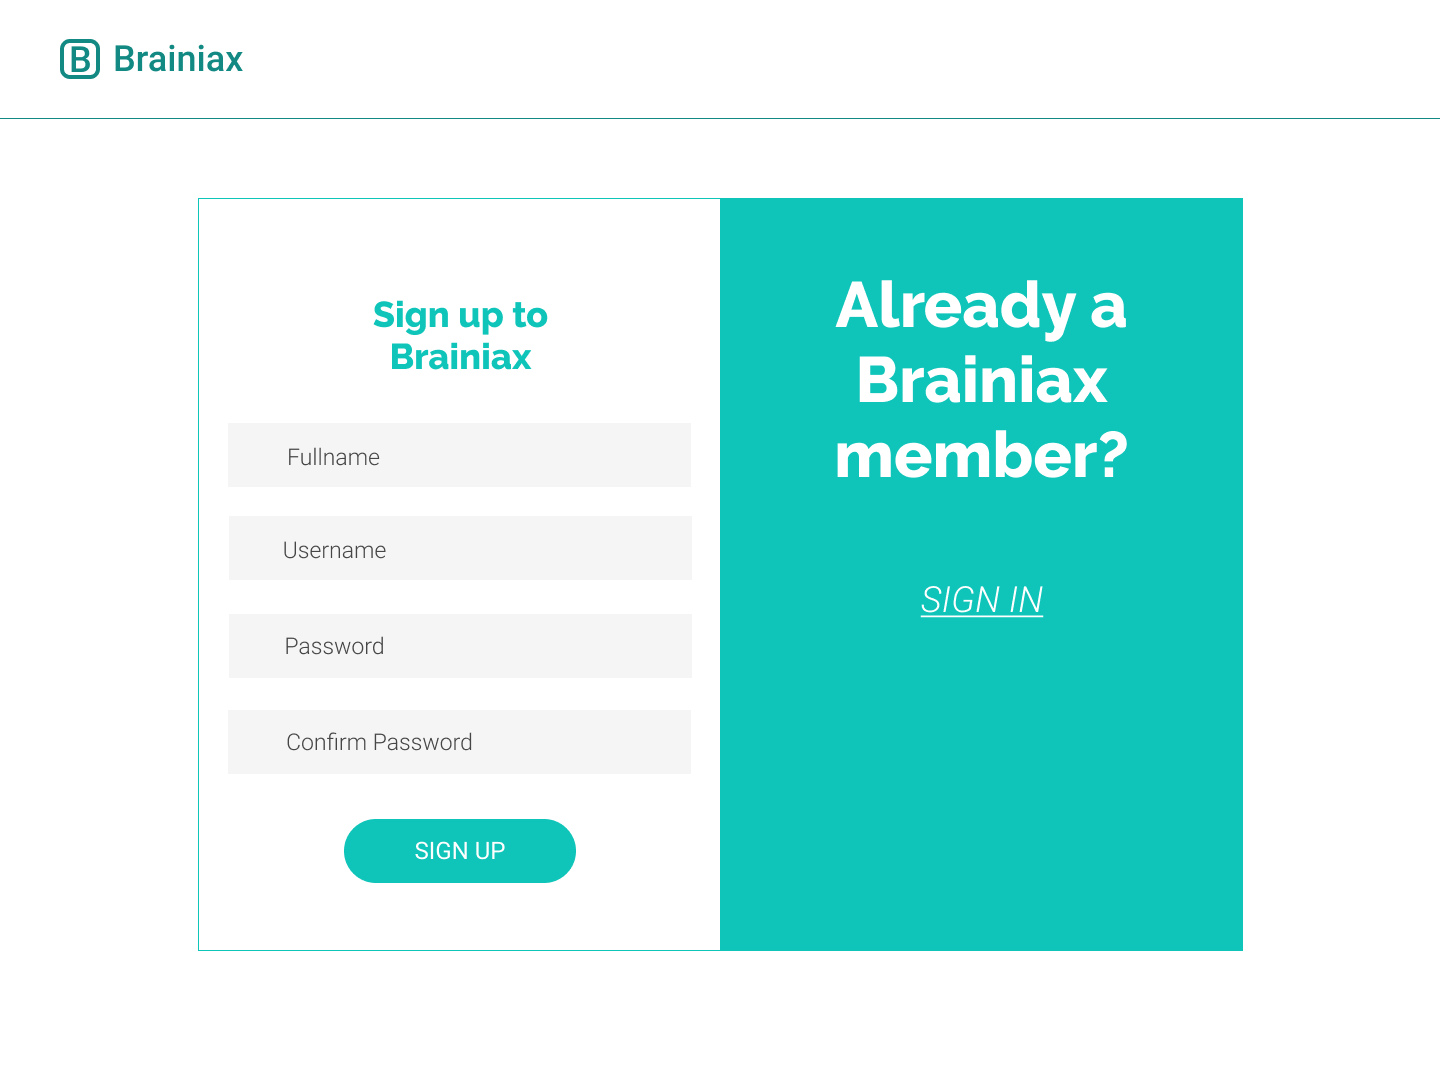 B Brainiax
Sign up to
Brainiax
Fullname
Username
Password
Confirm Password
SIGN UP
Already a
Brainiax
member?
SIGN IN